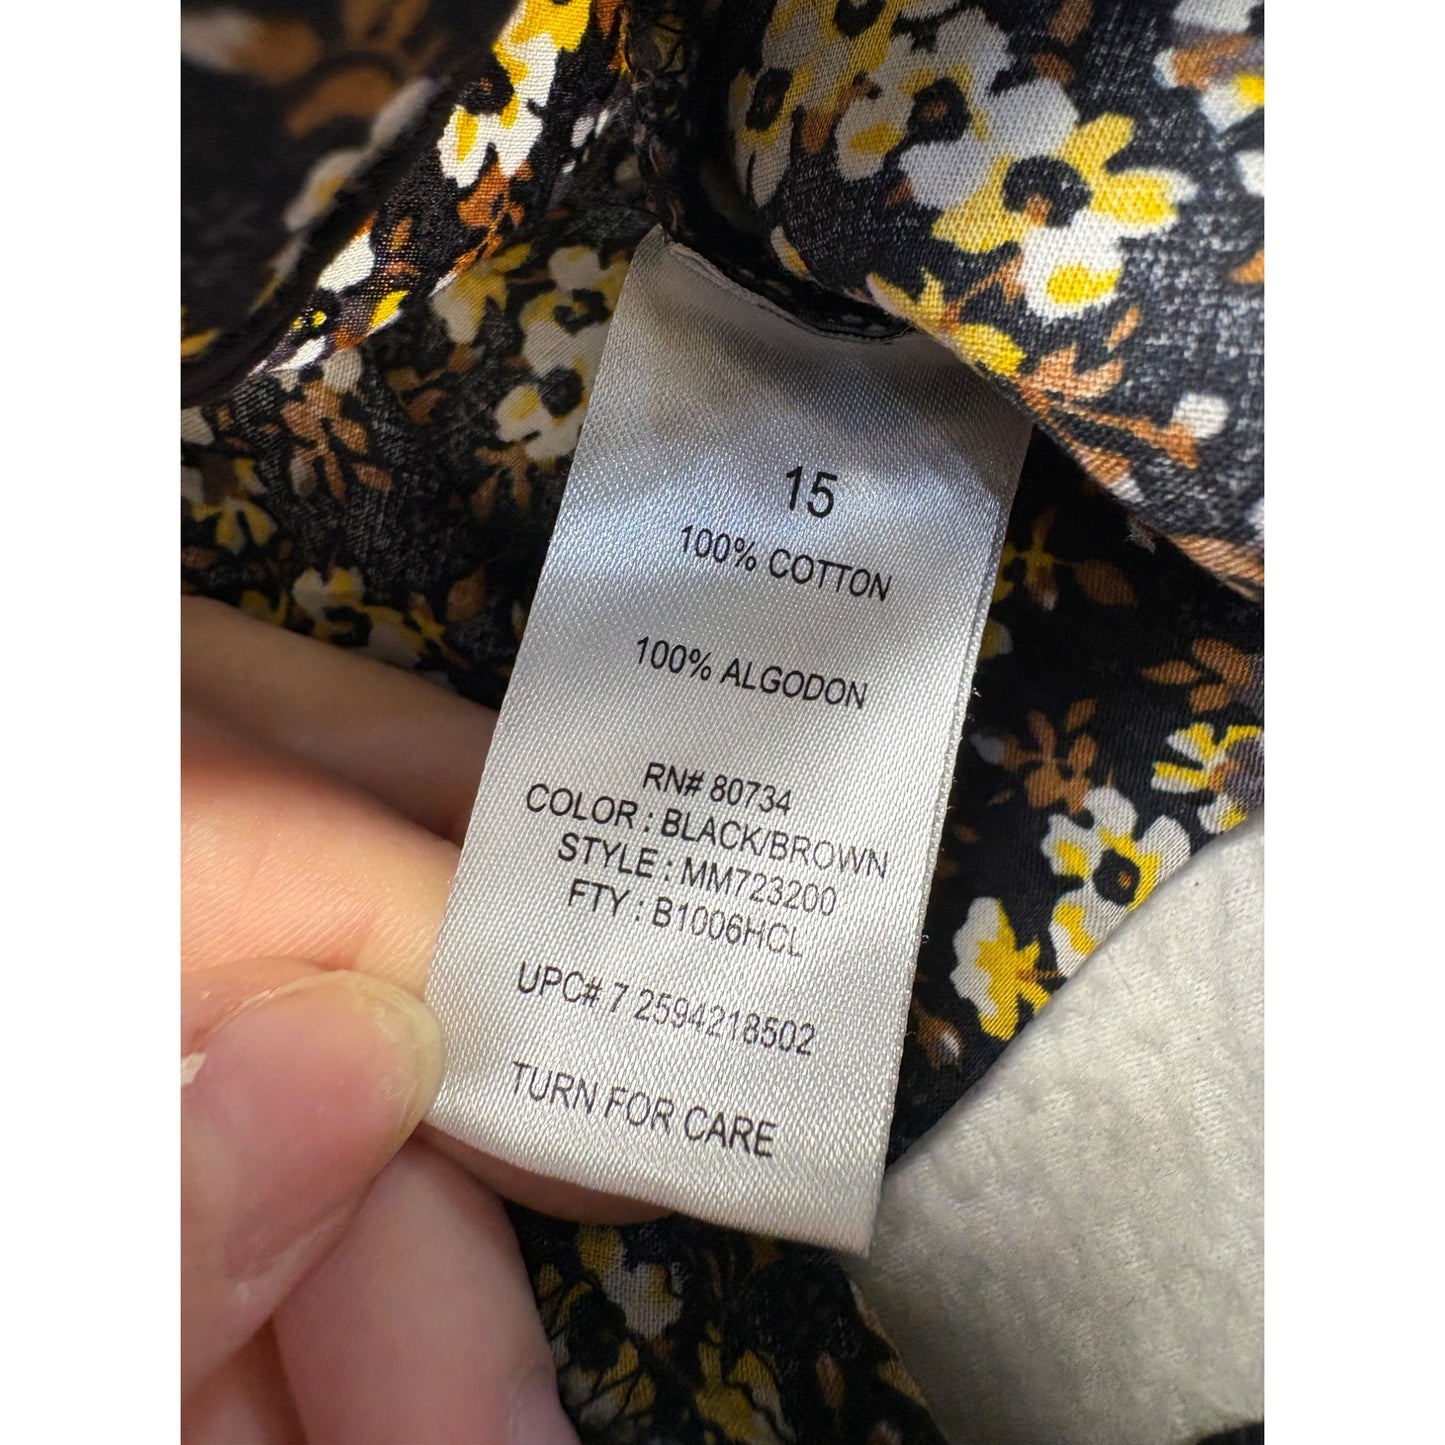 15
100% COTTON
100% ALGODON
RN# 80734
COLOR : BLACK/BROWN
STYLE : MM723200
FTY : B1006HCL
UPC# 7 2594218502
TURN FOR CARE